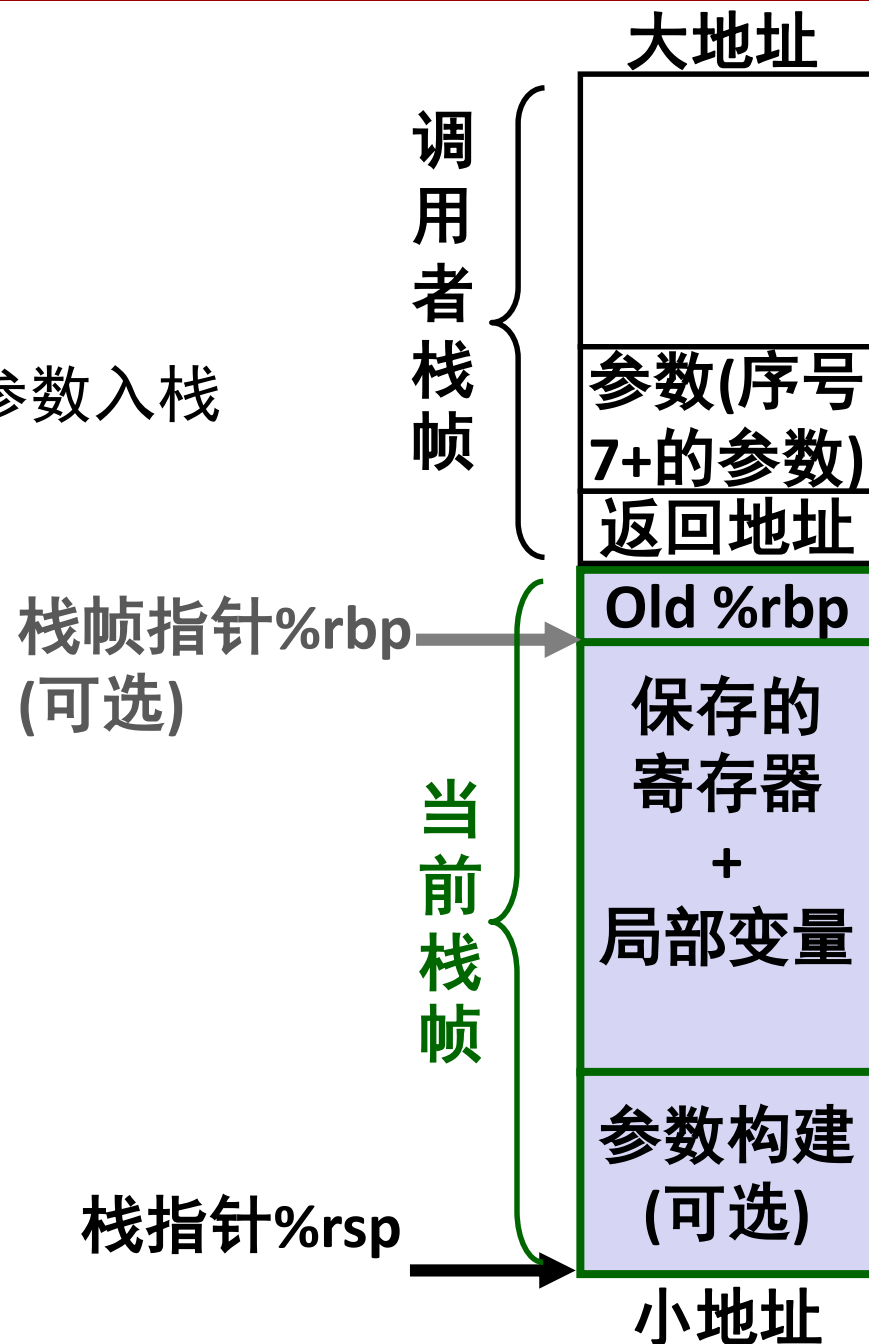 大地址
调用者栈帧
参数入栈
参数(序号
7+的参数)
返回地址
Old %rbp
栈帧指针%rbp
(可选)
保存的
寄存器
+
局部变量
当前栈帧
参数构建
(可选)
栈指针%rsp
小地址